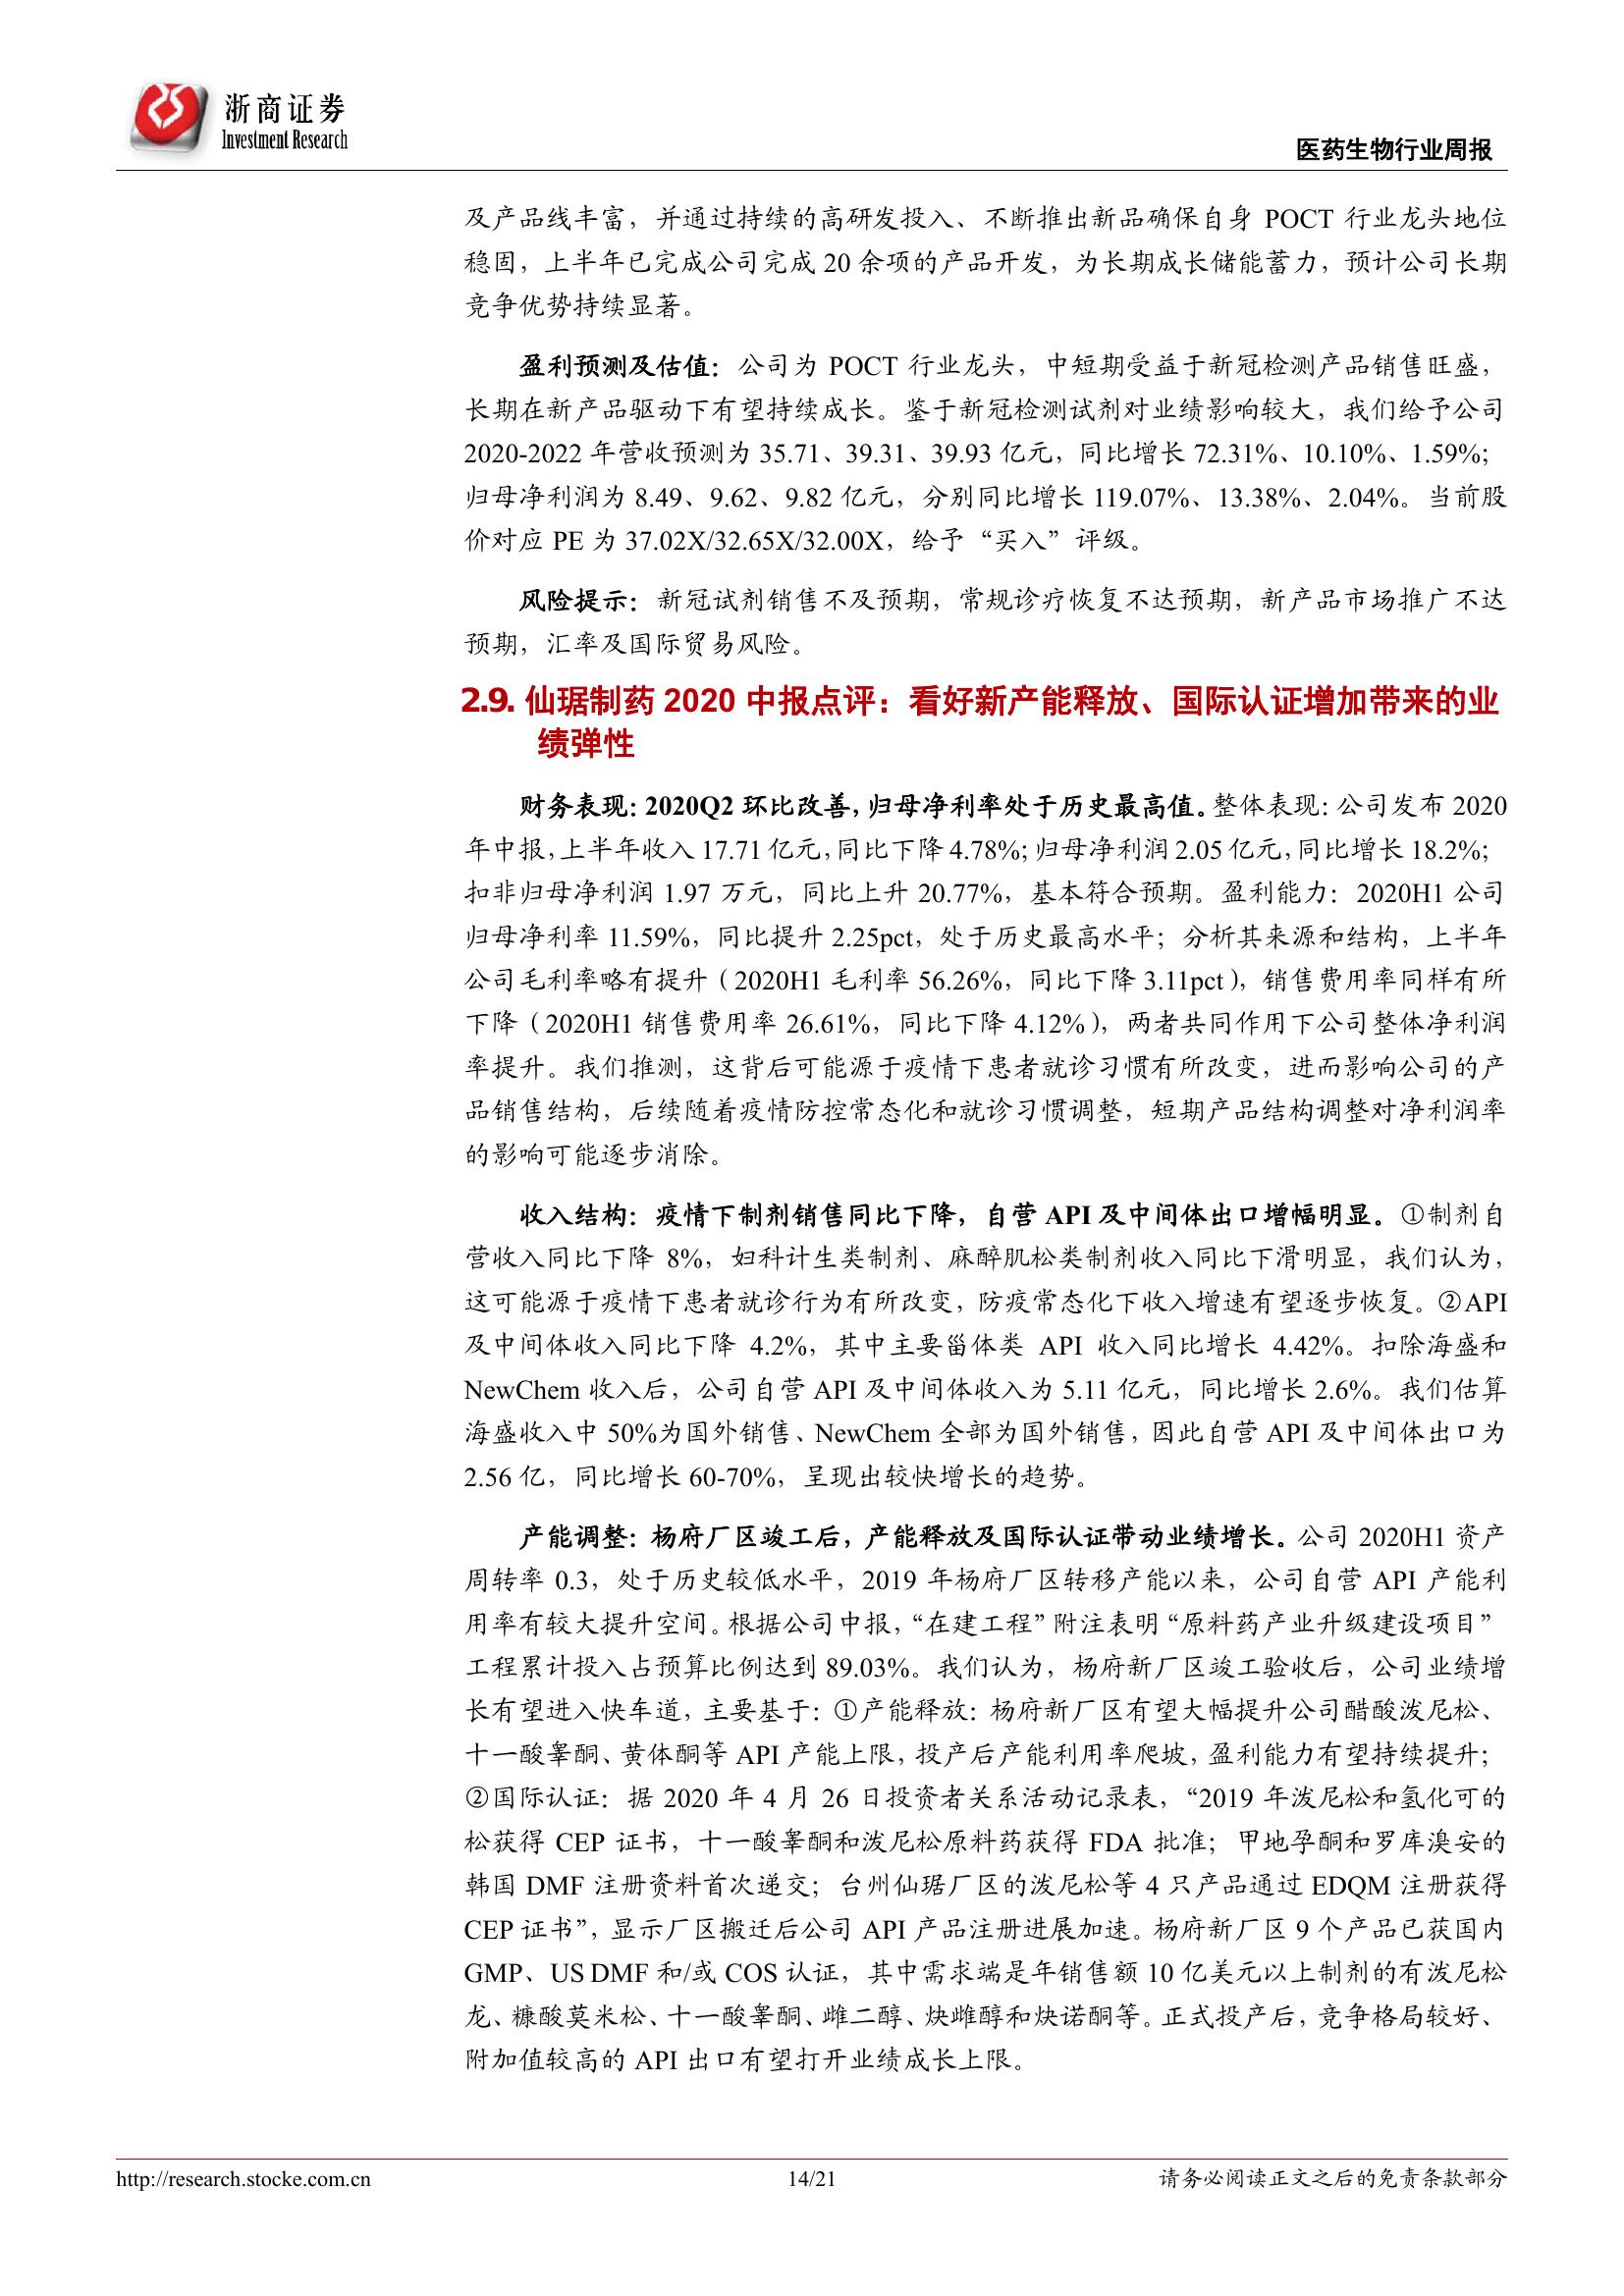 浙商证券
Investment Research
医药生物行业周报
及产品线丰富，并通过持续的高研发投入、不断推出新品确保自身 POCT 行业龙头地位
稳固，上半年已完成公司完成 20 余项的产品开发，为长期成长储能蓄力，预计公司长期
竞争优势持续显著。
盈利预测及估值：公司为 POCT 行业龙头，中短期受益于新冠检测产品销售旺盛，
长期在新产品驱动下有望持续成长。鉴于新冠检测试剂对业绩影响较大，我们给予公司
2020-2022 年营收预测为 35.71、39.31、39.93 亿元，同比增长 72.31%、10.10%、1.59%；
归母净利润为 8.49、9.62、9.82 亿元，分别同比增长 119.07%、13.38%、2.04%。当前股
价对应 PE 为 37.02X/32.65X/32.00X，给予“买入”评级。
风险提示：新冠试剂销售不及预期，常规诊疗恢复不达预期，新产品市场推广不达
预期，汇率及国际贸易风险。
2.9. 仙琚制药 2020 中报点评：看好新产能释放、国际认证增加带来的业
绩弹性
财务表现：2020Q2 环比改善，归母净利率处于历史最高值。整体表现：公司发布 2020
年中报，上半年收入 17.71 亿元，同比下降 4.78%；归母净利润 2.05 亿元，同比增长 18.2%；
扣非归母净利润 1.97 万元，同比上升 20.77%，基本符合预期。盈利能力：2020H1 公司
归母净利率 11.59%，同比提升 2.25pct，处于历史最高水平；分析其来源和结构，上半年
公司毛利率略有提升（2020H1 毛利率 56.26%，同比下降 3.11pct），销售费用率同样有所
下降（2020H1 销售费用率 26.61%，同比下降 4.12%），两者共同作用下公司整体净利润
率提升。我们推测，这背后可能源于疫情下患者就诊习惯有所改变，进而影响公司的产
品销售结构，后续随着疫情防控常态化和就诊习惯调整，短期产品结构调整对净利润率
的影响可能逐步消除。
收入结构：疫情下制剂销售同比下降，自营 API 及中间体出口增幅明显。①制剂自
营收入同比下降 8%，妇科计生类制剂、麻醉肌松类制剂收入同比下滑明显，我们认为，
这可能源于疫情下患者就诊行为有所改变，防疫常态化下收入增速有望逐步恢复。②API
及中间体收入同比下降 4.2%，其中主要甾体类 API 收入同比增长 4.42%。扣除海盛和
NewChem 收入后，公司自营 API 及中间体收入为 5.11 亿元，同比增长 2.6%。我们估算
海盛收入中 50%为国外销售、NewChem 全部为国外销售，因此自营 API 及中间体出口为
2.56 亿，同比增长 60-70%，呈现出较快增长的趋势。
产能调整：杨府厂区竣工后，产能释放及国际认证带动业绩增长。公司 2020H1 资产
周转率 0.3，处于历史较低水平，2019 年杨府厂区转移产能以来，公司自营 API 产能利
用率有较大提升空间。根据公司中报，“在建工程”附注表明“原料药产业升级建设项目”
工程累计投入占预算比例达到 89.03%。我们认为，杨府新厂区竣工验收后，公司业绩增
长有望进入快车道，主要基于：①产能释放：杨府新厂区有望大幅提升公司醋酸泼尼松、
十一酸睾酮、黄体酮等 API 产能上限，投产后产能利用率爬坡，盈利能力有望持续提升；
②国际认证：据 2020 年 4 月 26 日投资者关系活动记录表，“2019 年泼尼松和氢化可的
松获得 CEP 证书，十一酸睾酮和泼尼松原料药获得 FDA 批准；甲地孕酮和罗库溴安的
韩国 DMF 注册资料首次递交；台州仙琚厂区的泼尼松等 4 只产品通过 EDQM 注册获得
CEP 证书”，显示厂区搬迁后公司 API 产品注册进展加速。杨府新厂区 9 个产品已获国内
GMP、US DMF 和/或 COS 认证，其中需求端是年销售额 10 亿美元以上制剂的有泼尼松
龙、糠酸莫米松、十一酸睾酮、雌二醇、炔雌醇和炔诺酮等。正式投产后，竞争格局较好、
附加值较高的 API 出口有望打开业绩成长上限。
http://research.stocke.com.cn
14/21
请务必阅读正文之后的免责条款部分